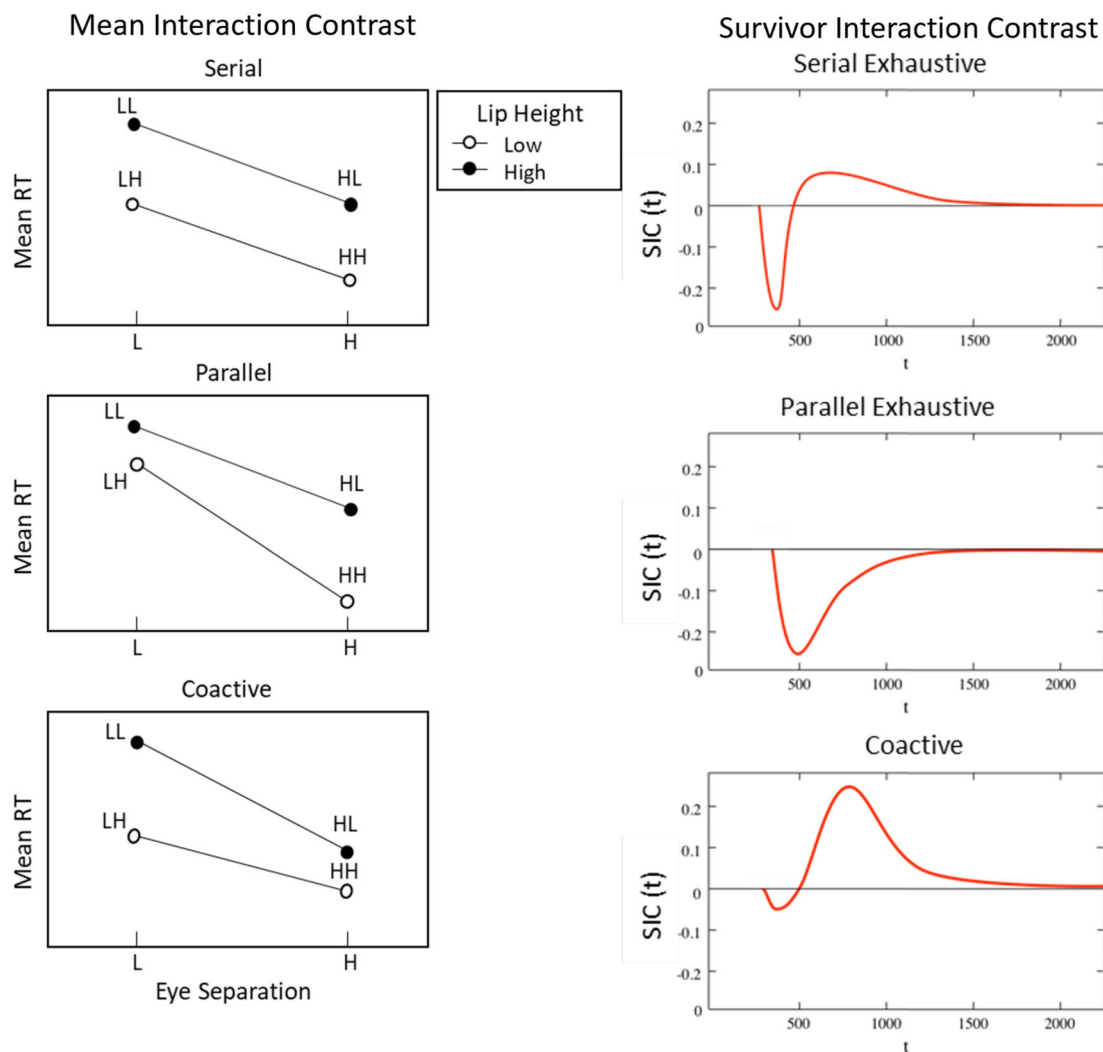 Mean Interaction Contrast
Serial
LL
LH
HL
HH
Mean RT
L
H
Lip Height
Low
High
Parallel
LL
LH
HL
HH
Mean RT
L
H
Coactive
LL
LH
HL
HH
Mean RT
L
H
Eye Separation
Survivor Interaction Contrast
Serial Exhaustive
0.2
0.1
0
-0.1
-0.2
0
SIC (t)
500
1000
1500
2000
t
Parallel Exhaustive
0.2
0.1
0
-0.1
-0.2
0
SIC (t)
500
1000
1500
2000
t
Coactive
0.2
0.1
0
-0.1
-0.2
0
SIC (t)
500
1000
1500
2000
t